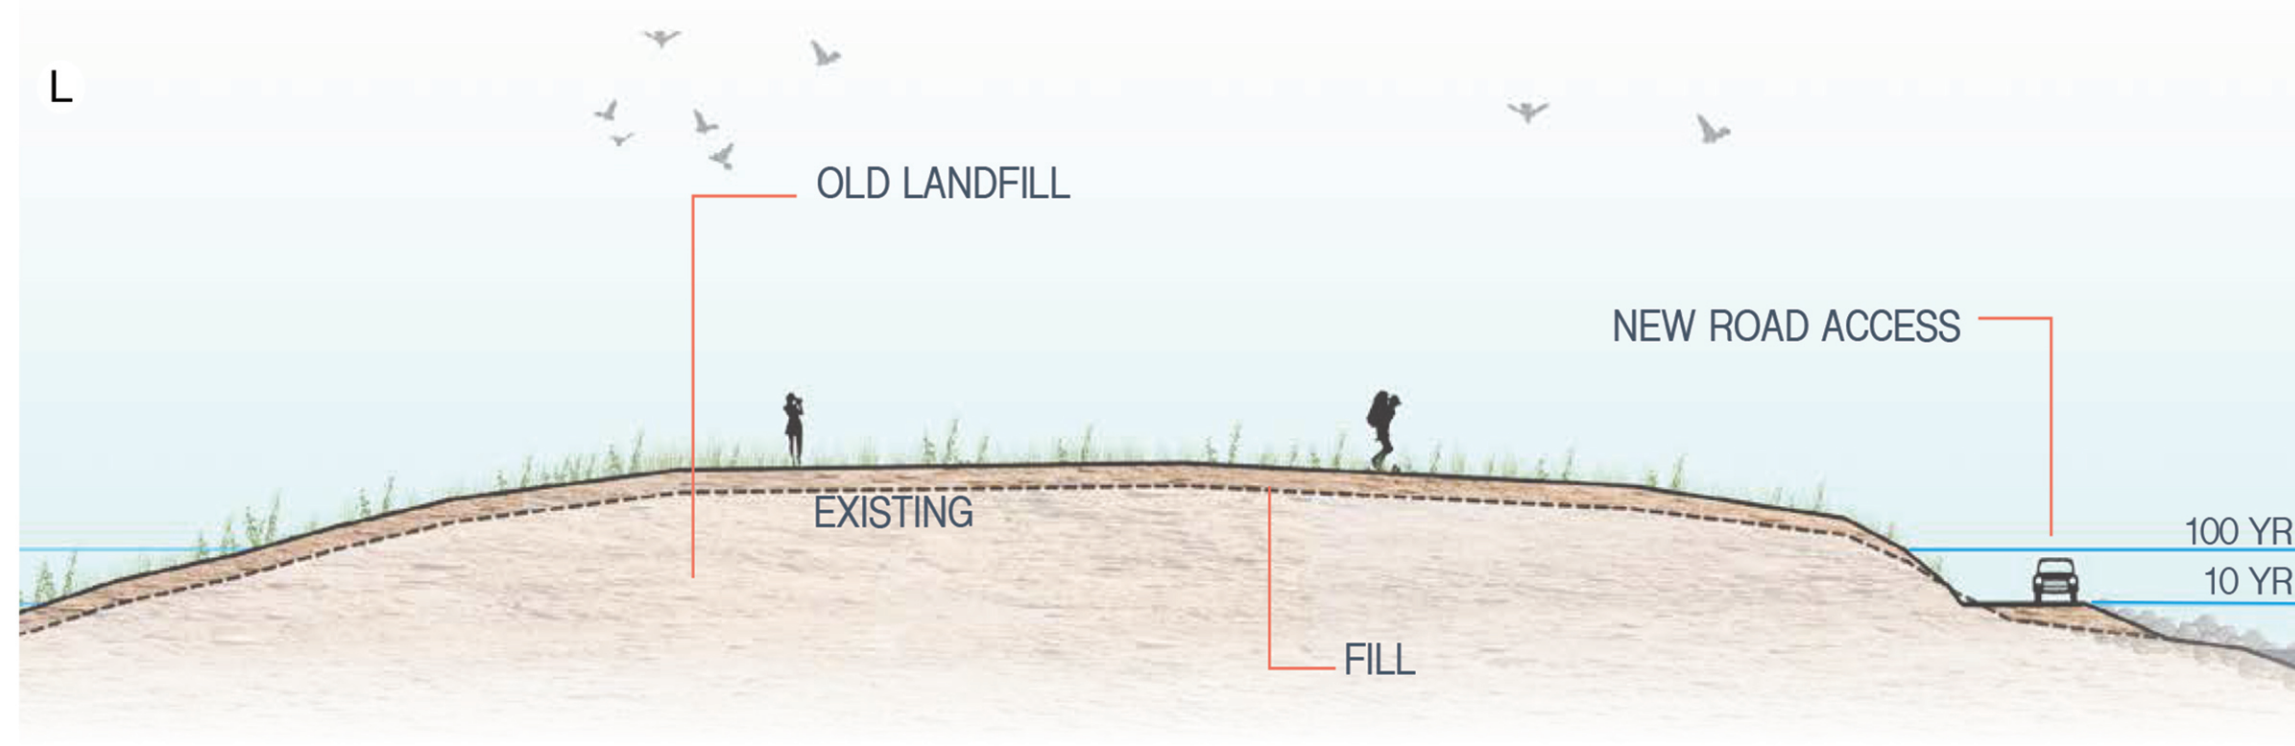 L
OLD LANDFILL
NEW ROAD ACCESS
EXISTING
100 YR
10 YR
FILL